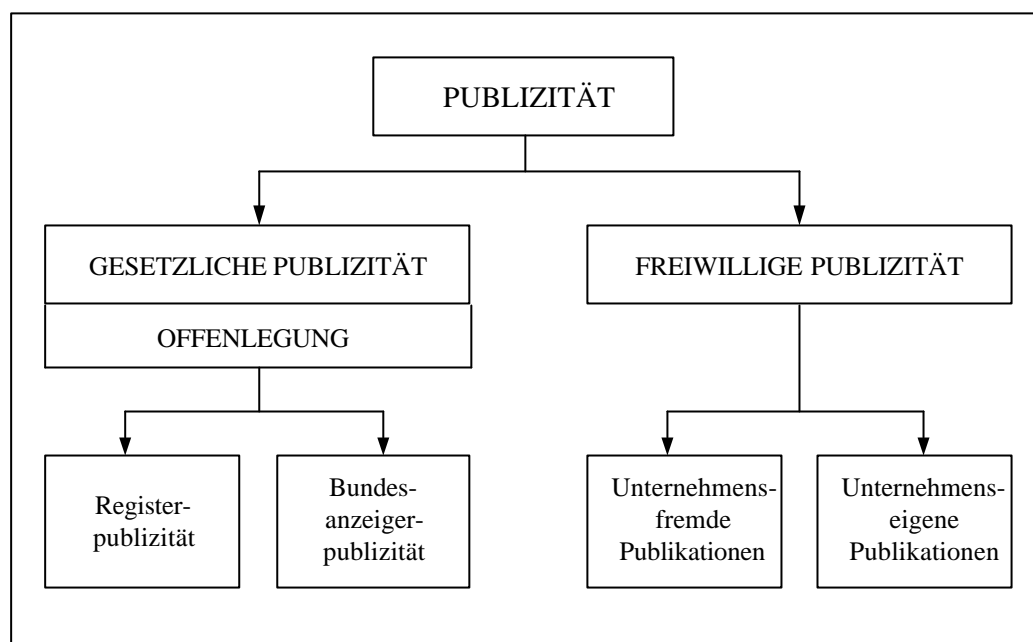 PUBLIZITÄT
GESETZLICHE PUBLIZITÄT
FREIWILLIGE PUBLIZITÄT
OFFENLEGUNG
Register-
publizität
Bundes-
anzeiger-
publizität
Unternehmens-
fremde
Publikationen
Unternehmens-
eigene
Publikationen